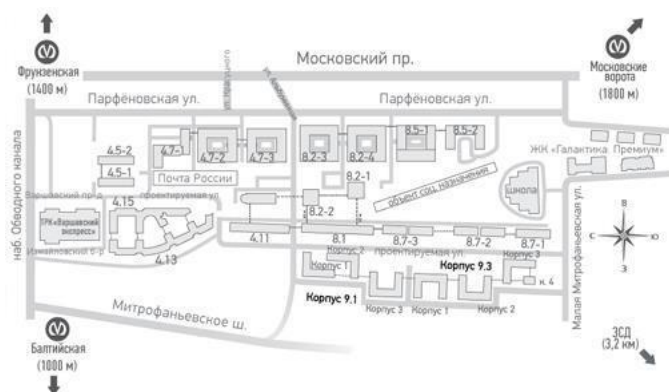 Московский пр.
Фрунзенская
(1400 м)
Московские
ворота
(1800 м)
Парфёновская ул.
Парфёновская ул.
4.7-1
4.7-2
4.7-3
8.2-3
8.2-4
8.5-1
8.5-2
4.5-2
4.5-1
Почта России
8.2-1
объект соц. назначения
школа
ЖК «Галактика Премиум»
наб. Обводного канала
Варшавский пр-д
4.15
проектируемая ул.
ТРК «Варшавский
экспресс»
Измайловский б-р
4.13
4.11
8.2-2
8.1
8.7-3
8.7-2
8.7-1
проектируемая ул.
Корпус 2
Корпус 1
Корпус 9.3
Корпус 3
к. 4
Корпус 9.1
Корпус 3
Корпус 1
Корпус 2
Митрофаньевское ш.
Малая Митрофаньевская ул.
В
С
Ю
З
Балтийская
(1000 м)
ЗСД
(3,2 км)